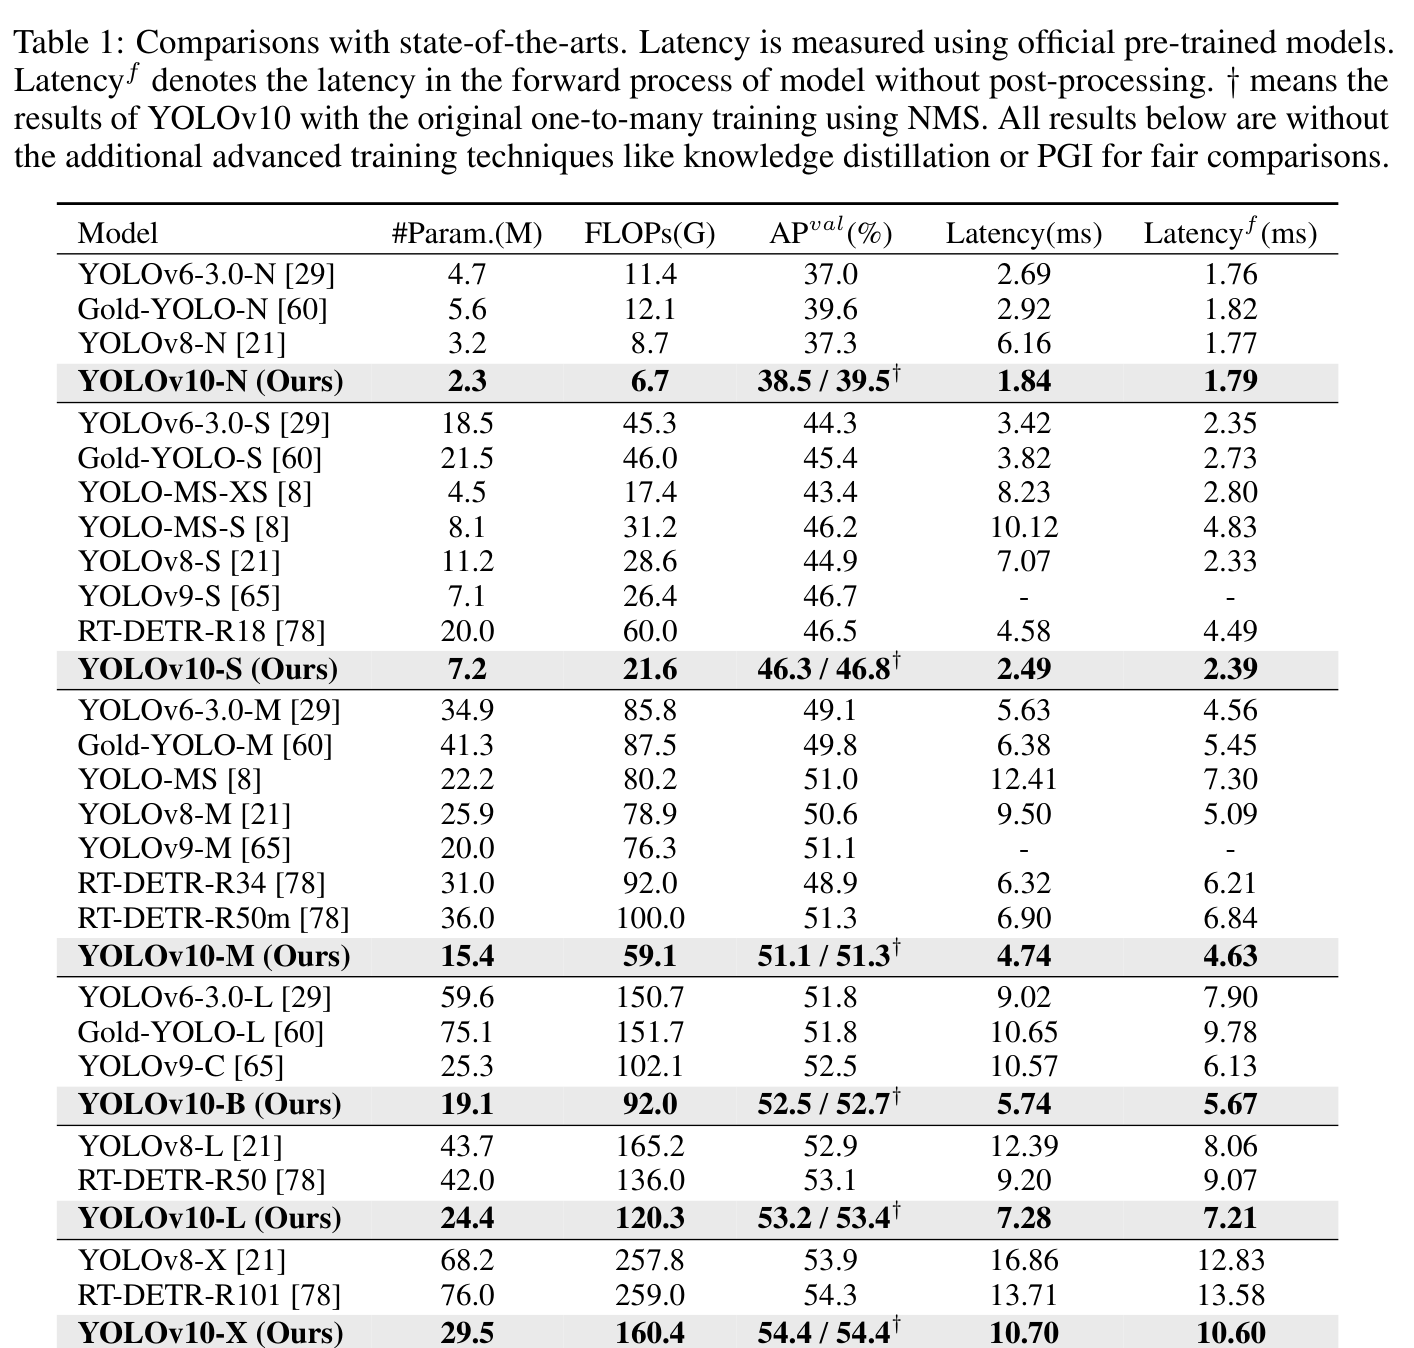 Table 1: Comparisons with state-of-the-arts. Latency is measured using official pre-trained models.
Latency^f denotes the latency in the forward process of model without post-processing. † means the
results of YOLOv10 with the original one-to-many training using NMS. All results below are without
the additional advanced training techniques like knowledge distillation or PGI for fair comparisons.
Model #Param.(M) FLOPs(G) AP^val(%) Latency(ms) Latency^f(ms)
YOLOv6-3.0-N [29] 4.7 11.4 37.0 2.69 1.76
Gold-YOLO-N [60] 5.6 12.1 39.6 2.92 1.82
YOLOv8-N [21] 3.2 8.7 37.3 6.16 1.77
YOLOv10-N (Ours) 2.3 6.7 38.5 / 39.5† 1.84 1.79
YOLOv6-3.0-S [29] 18.5 45.3 44.3 3.42 2.35
Gold-YOLO-S [60] 21.5 46.0 45.4 3.82 2.73
YOLO-MS-XS [8] 4.5 17.4 43.4 8.23 2.80
YOLO-MS-S [8] 8.1 31.2 46.2 10.12 4.83
YOLOv8-S [21] 11.2 28.6 44.9 7.07 2.33
YOLOv9-S [65] 7.1 26.4 46.7 - -
RT-DETR-R18 [78] 20.0 60.0 46.5 4.58 4.49
YOLOv10-S (Ours) 7.2 21.6 46.3 / 46.8† 2.49 2.39
YOLOv6-3.0-M [29] 34.9 85.8 49.1 5.63 4.56
Gold-YOLO-M [60] 41.3 87.5 49.8 6.38 5.45
YOLO-MS [8] 22.2 80.2 51.0 12.41 7.30
YOLOv8-M [21] 25.9 78.9 50.6 9.50 5.09
YOLOv9-M [65] 20.0 76.3 51.1 - -
RT-DETR-R34 [78] 31.0 92.0 48.9 6.32 6.21
RT-DETR-R50m [78] 36.0 100.0 51.3 6.90 6.84
YOLOv10-M (Ours) 15.4 59.1 51.1 / 51.3† 4.74 4.63
YOLOv6-3.0-L [29] 59.6 150.7 51.8 9.02 7.90
Gold-YOLO-L [60] 75.1 151.7 51.8 10.65 9.78
YOLOv9-C [65] 25.3 102.1 52.5 10.57 6.13
YOLOv10-B (Ours) 19.1 92.0 52.5 / 52.7† 5.74 5.67
YOLOv8-L [21] 43.7 165.2 52.9 12.39 8.06
RT-DETR-R50 [78] 42.0 136.0 53.1 9.20 9.07
YOLOv10-L (Ours) 24.4 120.3 53.2 / 53.4† 7.28 7.21
YOLOv8-X [21] 68.2 257.8 53.9 16.86 12.83
RT-DETR-R101 [78] 76.0 259.0 54.3 13.71 13.58
YOLOv10-X (Ours) 29.5 160.4 54.4 / 54.4† 10.70 10.60